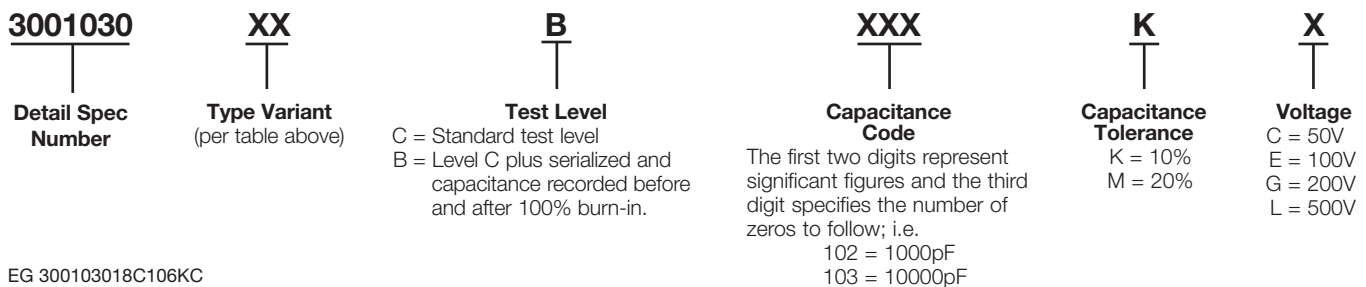 3001030 XX B XXX K X
Detail Spec
Number
Type Variant
(per table above)
Test Level
C = Standard test level
B = Level C plus serialized and
capacitance recorded before
and after 100% burn-in.
Capacitance
Code
The first two digits represent
significant figures and the third
digit specifies the number of
zeros to follow; i.e.
102 = 1000pF
103 = 10000pF
Capacitance
Tolerance
K = 10%
M = 20%
Voltage
C = 50V
E = 100V
G = 200V
L = 500V
EG 300103018C106KC